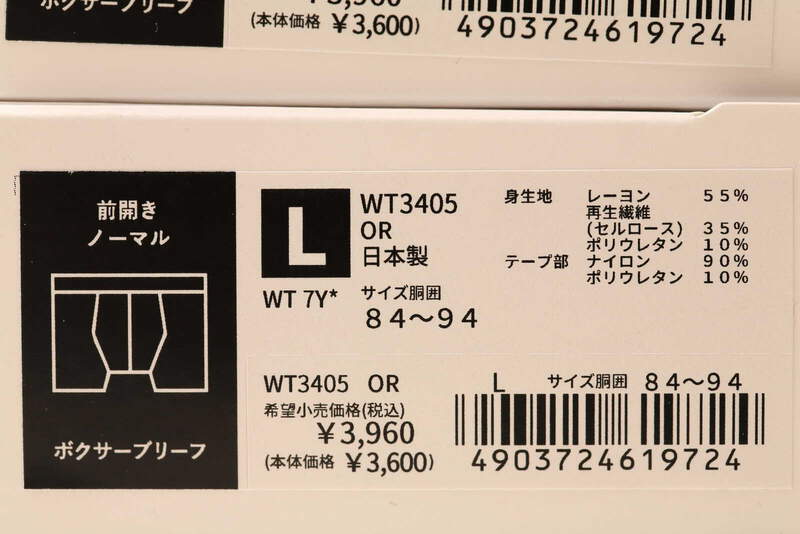 ボクサーブリーフ
￥3,960
(本体価格 ￥3,600)
4903724619724
前開き
ノーマル
ボクサーブリーフ
L
WT3405
OR
日本製
WT 7Y*
サイズ胴囲
８４～９４
身生地 レーヨン ５５％
再生繊維
(セルロース) ３５％
ポリウレタン １０％
テープ部 ナイロン ９０％
ポリウレタン １０％
WT3405 OR
希望小売価格(税込)
￥3,960
(本体価格 ￥3,600)
L サイズ胴囲 ８４～９４
4903724619724